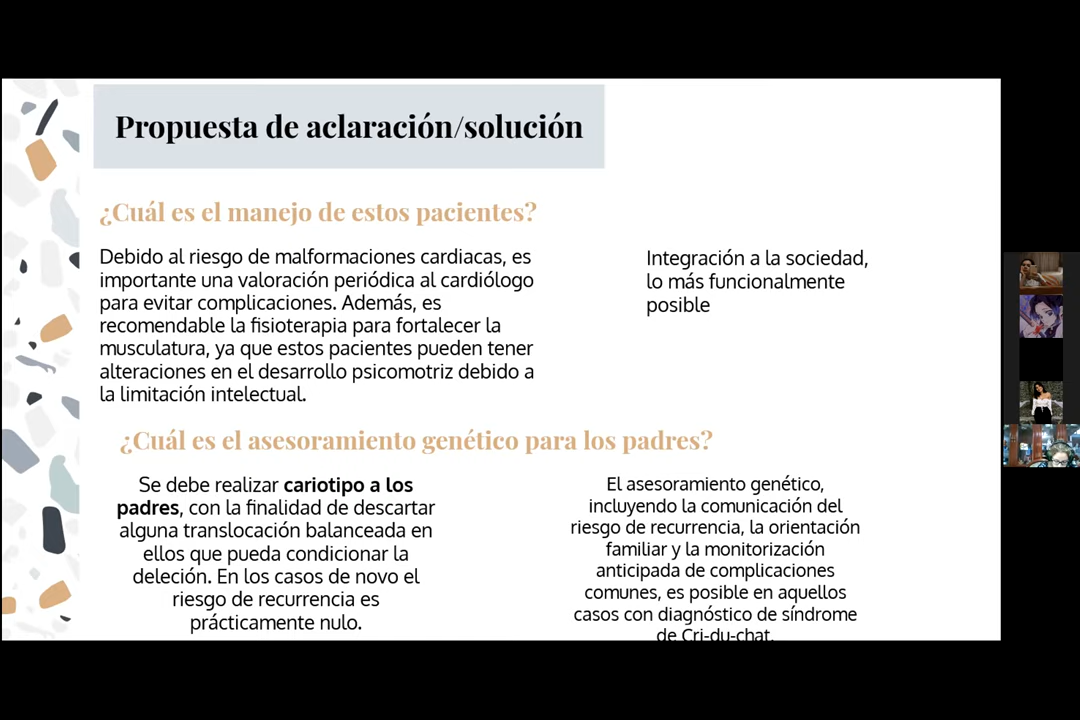 Propuesta de aclaración/solución
¿Cuál es el manejo de estos pacientes?
Debido al riesgo de malformaciones cardiacas, es
importante una valoración periódica al cardiólogo
para evitar complicaciones. Además, es
recomendable la fisioterapia para fortalecer la
musculatura, ya que estos pacientes pueden tener
alteraciones en el desarrollo psicomotriz debido a
la limitación intelectual.
Integración a la sociedad,
lo más funcionalmente
posible
¿Cuál es el asesoramiento genético para los padres?
Se debe realizar cariotipo a los
padres, con la finalidad de descartar
alguna translocación balanceada en
ellos que pueda condicionar la
deleción. En los casos de novo el
riesgo de recurrencia es
prácticamente nulo.
El asesoramiento genético,
incluyendo la comunicación del
riesgo de recurrencia, la orientación
familiar y la monitorización
anticipada de complicaciones
comunes, es posible en aquellos
casos con diagnóstico de síndrome
de Cri-du-chat.